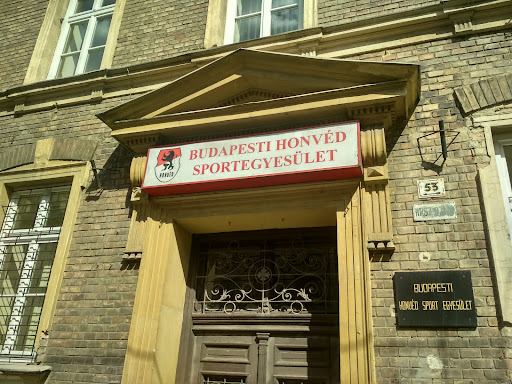 BUDAPESTI HONVÉD
SPORTEGYESÜLET
HONVÉD
53
BUDAPESTI
HONVÉD SPORT EGYESÜLET